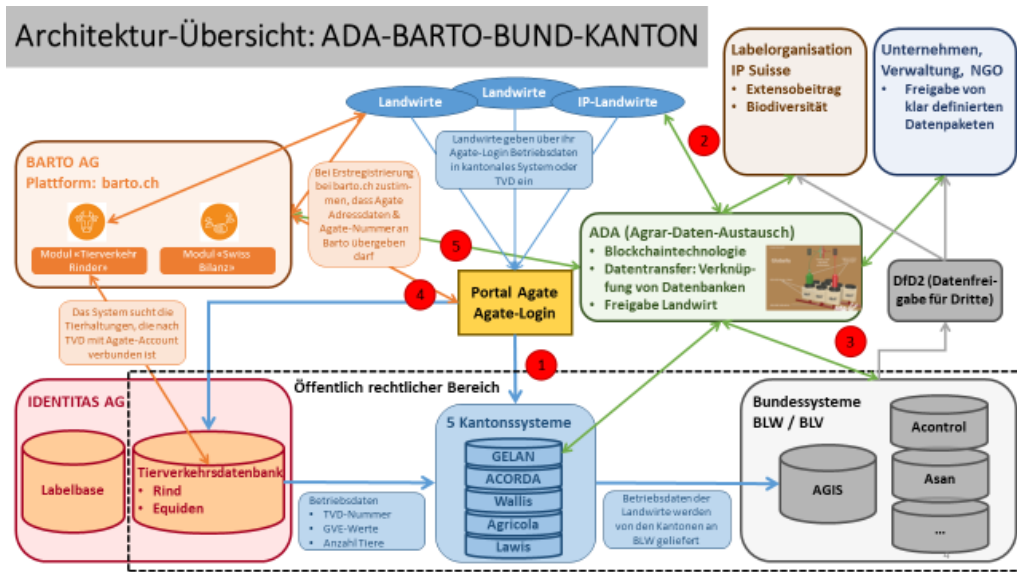 Architektur-Übersicht: ADA-BARTO-BUND-KANTON
Landwirte
Landwirte
IP-Landwirte
Labelorganisation
IP Suisse
• Extensobeitrag
• Biodiversität
Unternehmen,
Verwaltung, NGO
• Freigabe von
klar definierten
Datenpaketen
Landwirte geben über ihr
Agate-Login Betriebsdaten
in kantonales System oder
TVD ein
2
BARTO AG
Plattform: barto.ch
Modul «Tierverkehr
Rinder»
Modul «Swiss
Bilanz»
Bei Erstregistrierung
bei barto.ch zustim-
men, dass Agate
Adressdaten &
Agate-Nummer an
Barto übergeben
darf
5
ADA (Agrar-Daten-Austausch)
• Blockchaintechnologie
• Datentransfer: Verknüp-
fung von Datenbanken
• Freigabe Landwirt
DfD2 (Datenfrei-
gabe für Dritte)
4
Portal Agate
Agate-Login
3
Das System sucht die
Tierhaltungen, die nach
TVD mit Agate-Account
verbunden ist
1
Öffentlich rechtlicher Bereich
IDENTITAS AG
Labelbase
Tierverkehrsdatenbank
• Rind
• Equiden
Betriebsdaten
• TVD-Nummer
• GVE-Werte
• Anzahl Tiere
5 Kantonssysteme
GELAN
ACORDA
Wallis
Agricola
Lawis
Betriebsdaten der
Landwirte werden
von den Kantonen an
BLW geliefert
Bundessysteme
BLW / BLV
AGIS
Acontrol
Asan
...
4